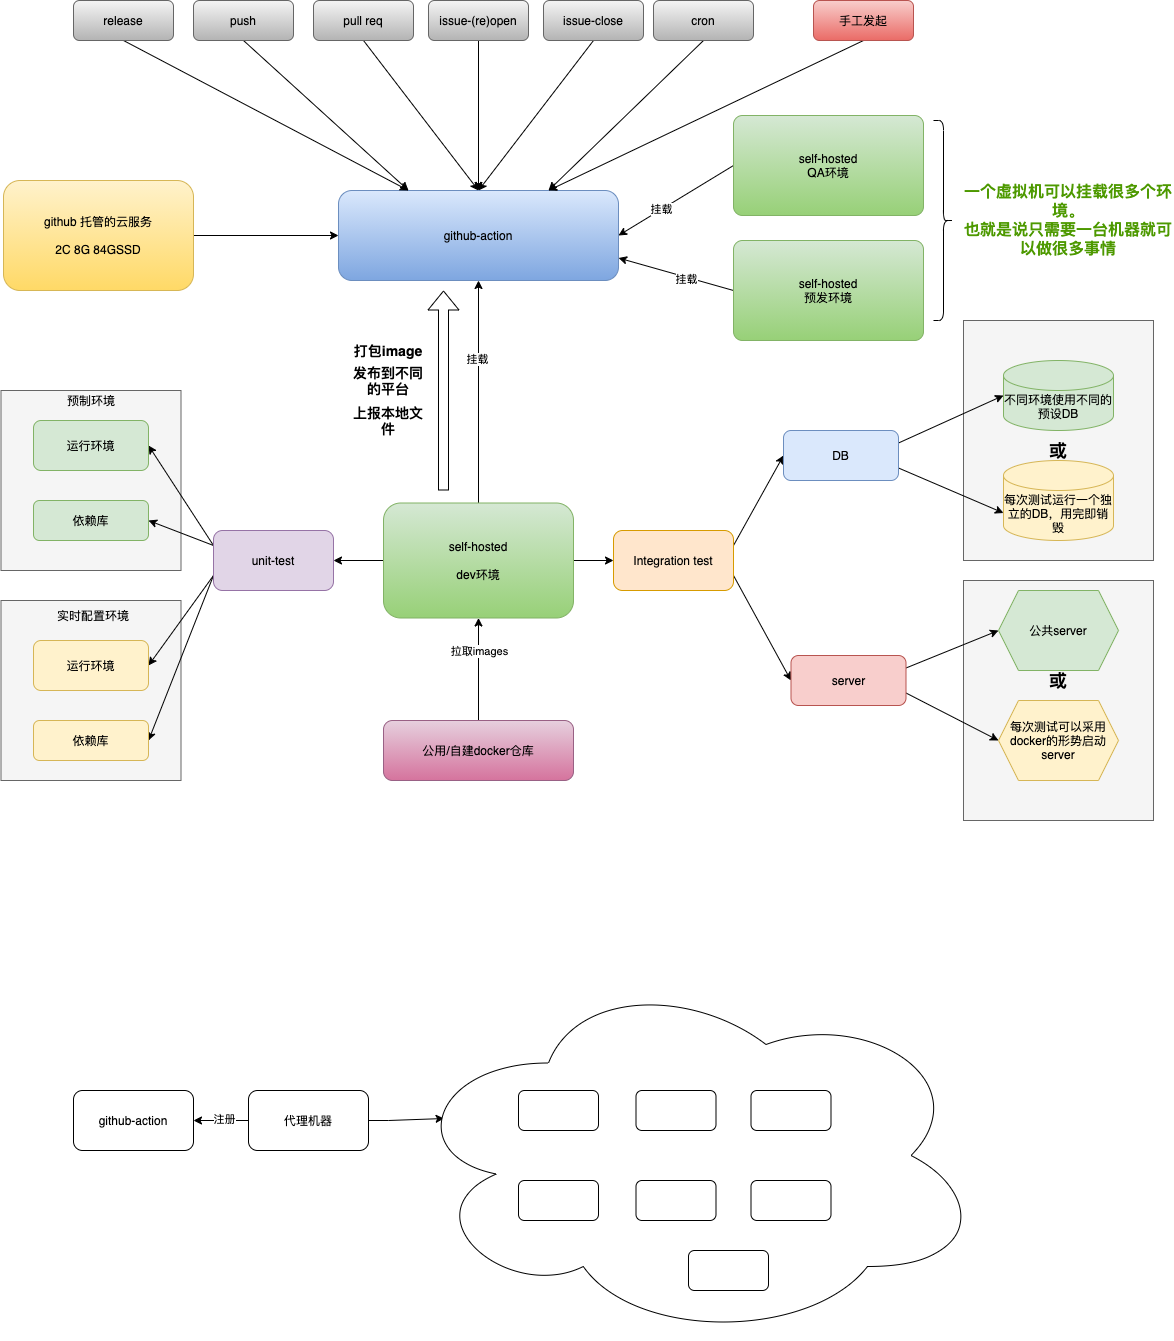 release
push
pull req
issue-(re)open
issue-close
cron
手工发起
self-hosted
QA环境
一个虚拟机可以挂载很多个环
境。
也就是说只需要一台机器就可
以做很多事情
github 托管的云服务
2C 8G 84GSSD
github-action
挂载
挂载
self-hosted
预发环境
打包image
发布到不同
的平台
上报本地文
件
挂载
预制环境
运行环境
依赖库
不同环境使用不同的
预设DB
或
每次测试运行一个独
立的DB，用完即销
毁
DB
unit-test
self-hosted
dev环境
Integration test
实时配置环境
运行环境
依赖库
拉取images
公用/自建docker仓库
server
公共server
或
每次测试可以采用
docker的形势启动
server
github-action
注册
代理机器